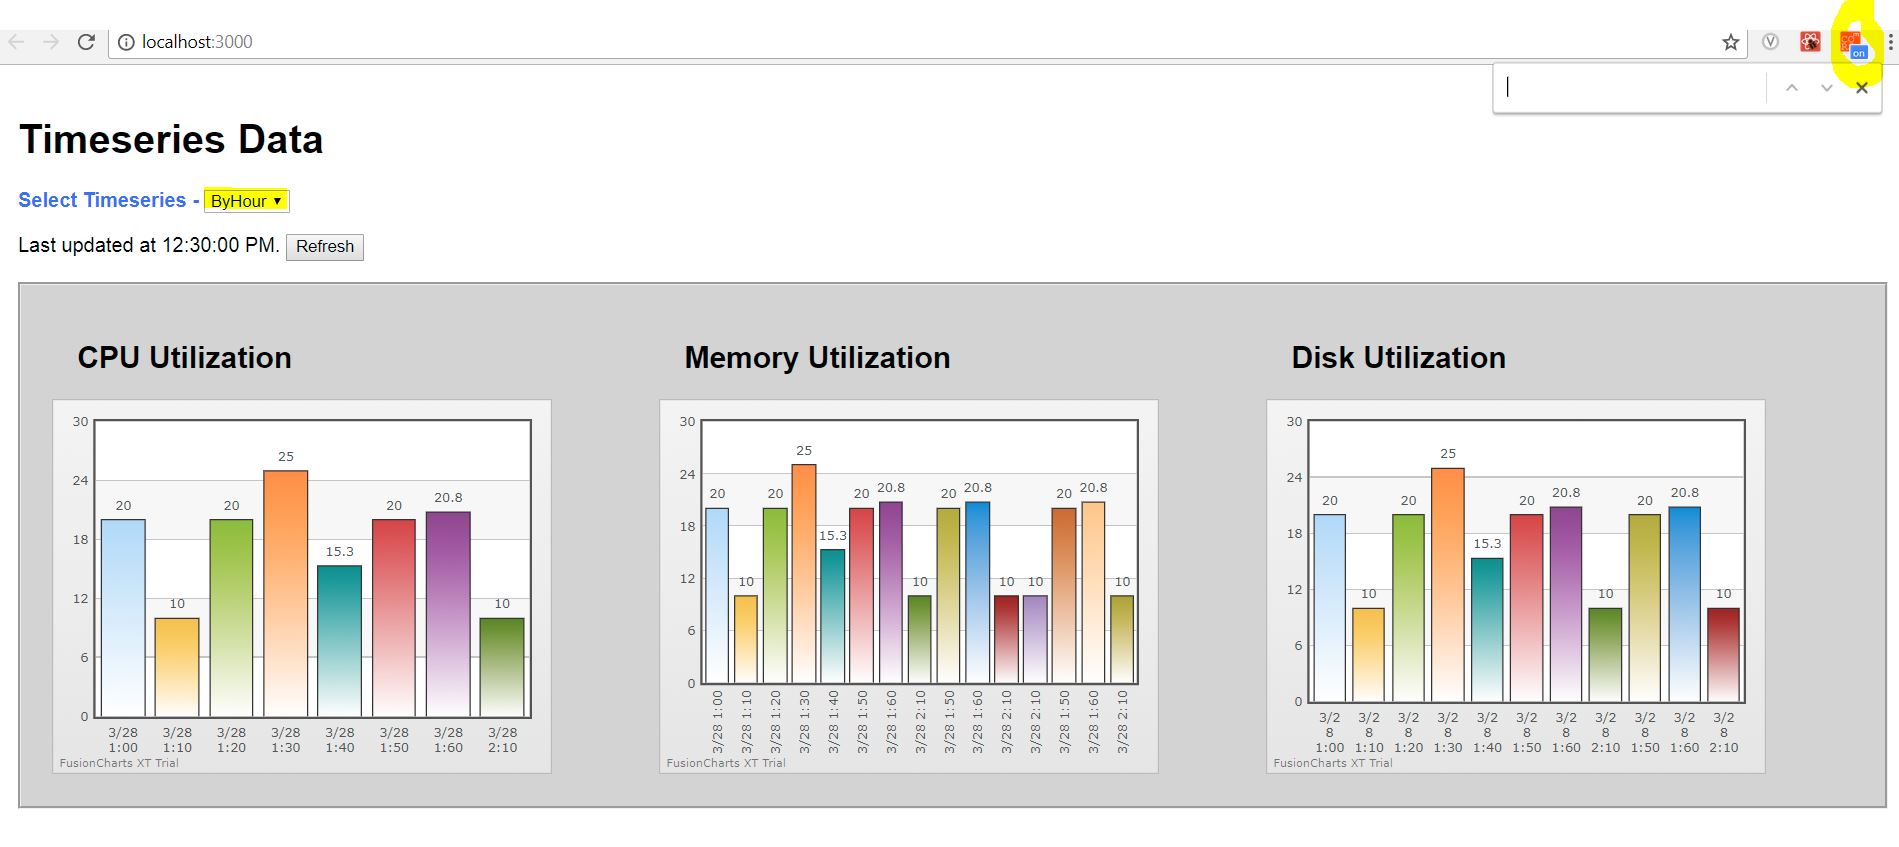 localhost:3000
on
Timeseries Data
Select Timeseries - ByHour
Last updated at 12:30:00 PM. Refresh
CPU Utilization
30
24
18
12
6
0
20 10 20 25 15.3 20 20.8 10
3/28 3/28 3/28 3/28 3/28 3/28 3/28 3/28
1:00 1:10 1:20 1:30 1:40 1:50 1:60 2:10
FusionCharts XT Trial
Memory Utilization
30
24
18
12
6
0
20 10 20 25 15.3 20 20.8 10 20 20.8 10 10 20 20.8 10
3/28 1:00
3/28 1:10
3/28 1:20
3/28 1:30
3/28 1:40
3/28 1:50
3/28 1:60
3/28 2:10
3/28 1:50
3/28 1:60
3/28 2:10
3/28 2:10
3/28 1:50
3/28 1:60
3/28 2:10
FusionCharts XT Trial
Disk Utilization
30
24
18
12
6
0
20 10 20 25 15.3 20 20.8 10 20 20.8 10
3/2 3/2 3/2 3/2 3/2 3/2 3/2 3/2 3/2 3/2 3/2
8 8 8 8 8 8 8 8 8 8 8
1:00 1:10 1:20 1:30 1:40 1:50 1:60 2:10 1:50 1:60 2:10
FusionCharts XT Trial